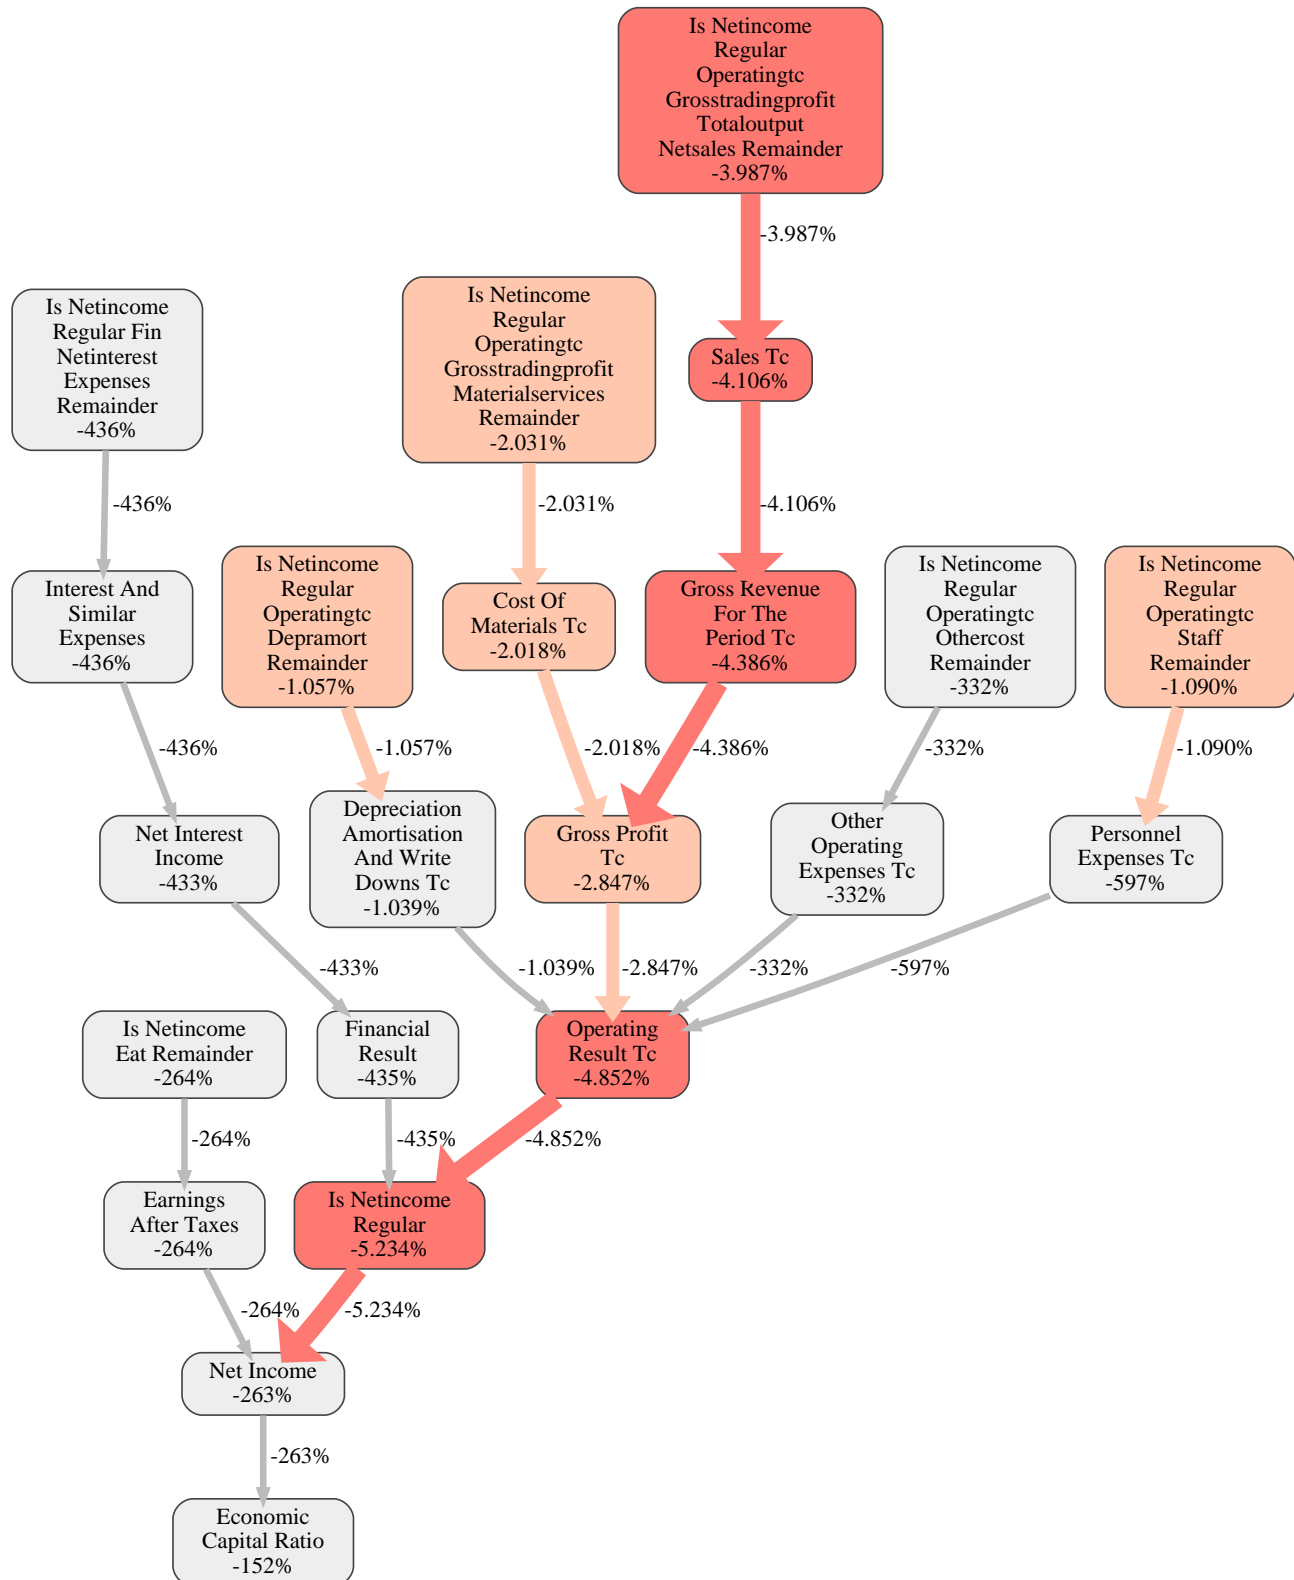 Is Netincome
Regular
Operatingtc
Grosstradingprofit
Totaloutput
Netsales Remainder
-3.987%
-3.987%
Is Netincome
Regular Fin
Netinterest
Expenses
Remainder
-436%
Is Netincome
Regular
Operatingtc
Grosstradingprofit
Materialservices
Remainder
-2.031%
Sales Tc
-4.106%
-436%
-2.031%
-4.106%
Interest And
Similar
Expenses
-436%
Is Netincome
Regular
Operatingtc
Depramort
Remainder
-1.057%
Cost Of
Materials Tc
-2.018%
Gross Revenue
For The
Period Tc
-4.386%
Is Netincome
Regular
Operatingtc
Othercost
Remainder
-332%
Is Netincome
Regular
Operatingtc
Staff
Remainder
-1.090%
-436%
-1.057%
-2.018%
-4.386%
-332%
-1.090%
Net Interest
Income
-433%
Depreciation
Amortisation
And Write
Downs Tc
-1.039%
Gross Profit
Tc
-2.847%
Other
Operating
Expenses Tc
-332%
Personnel
Expenses Tc
-597%
-433%
-1.039%
-2.847%
-332%
-597%
Is Netincome
Eat Remainder
-264%
Financial
Result
-435%
Operating
Result Tc
-4.852%
-264%
-435%
-4.852%
Earnings
After Taxes
-264%
Is Netincome
Regular
-5.234%
-264%
-5.234%
Net Income
-263%
-263%
Economic
Capital Ratio
-152%